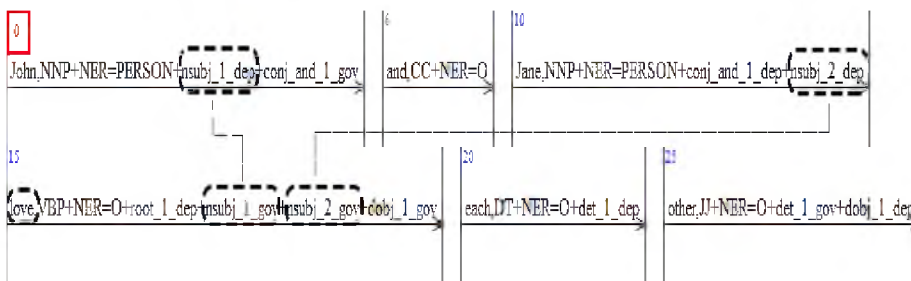 0 6 10
John,NNP+NER=PERSON+nsubj_1_dep+conj_and_1_gov and,CC+NER=O Jane,NNP+NER=PERSON+conj_and_1_dep+nsubj_2_dep
15 20 25
love,VBP+NER=O+root_1_dep+nsubj_1_gov+nsubj_2_gov+dobj_1_gov each,DT+NER=O+det_1_dep other,JJ+NER=O+det_1_gov+dobj_1_dep